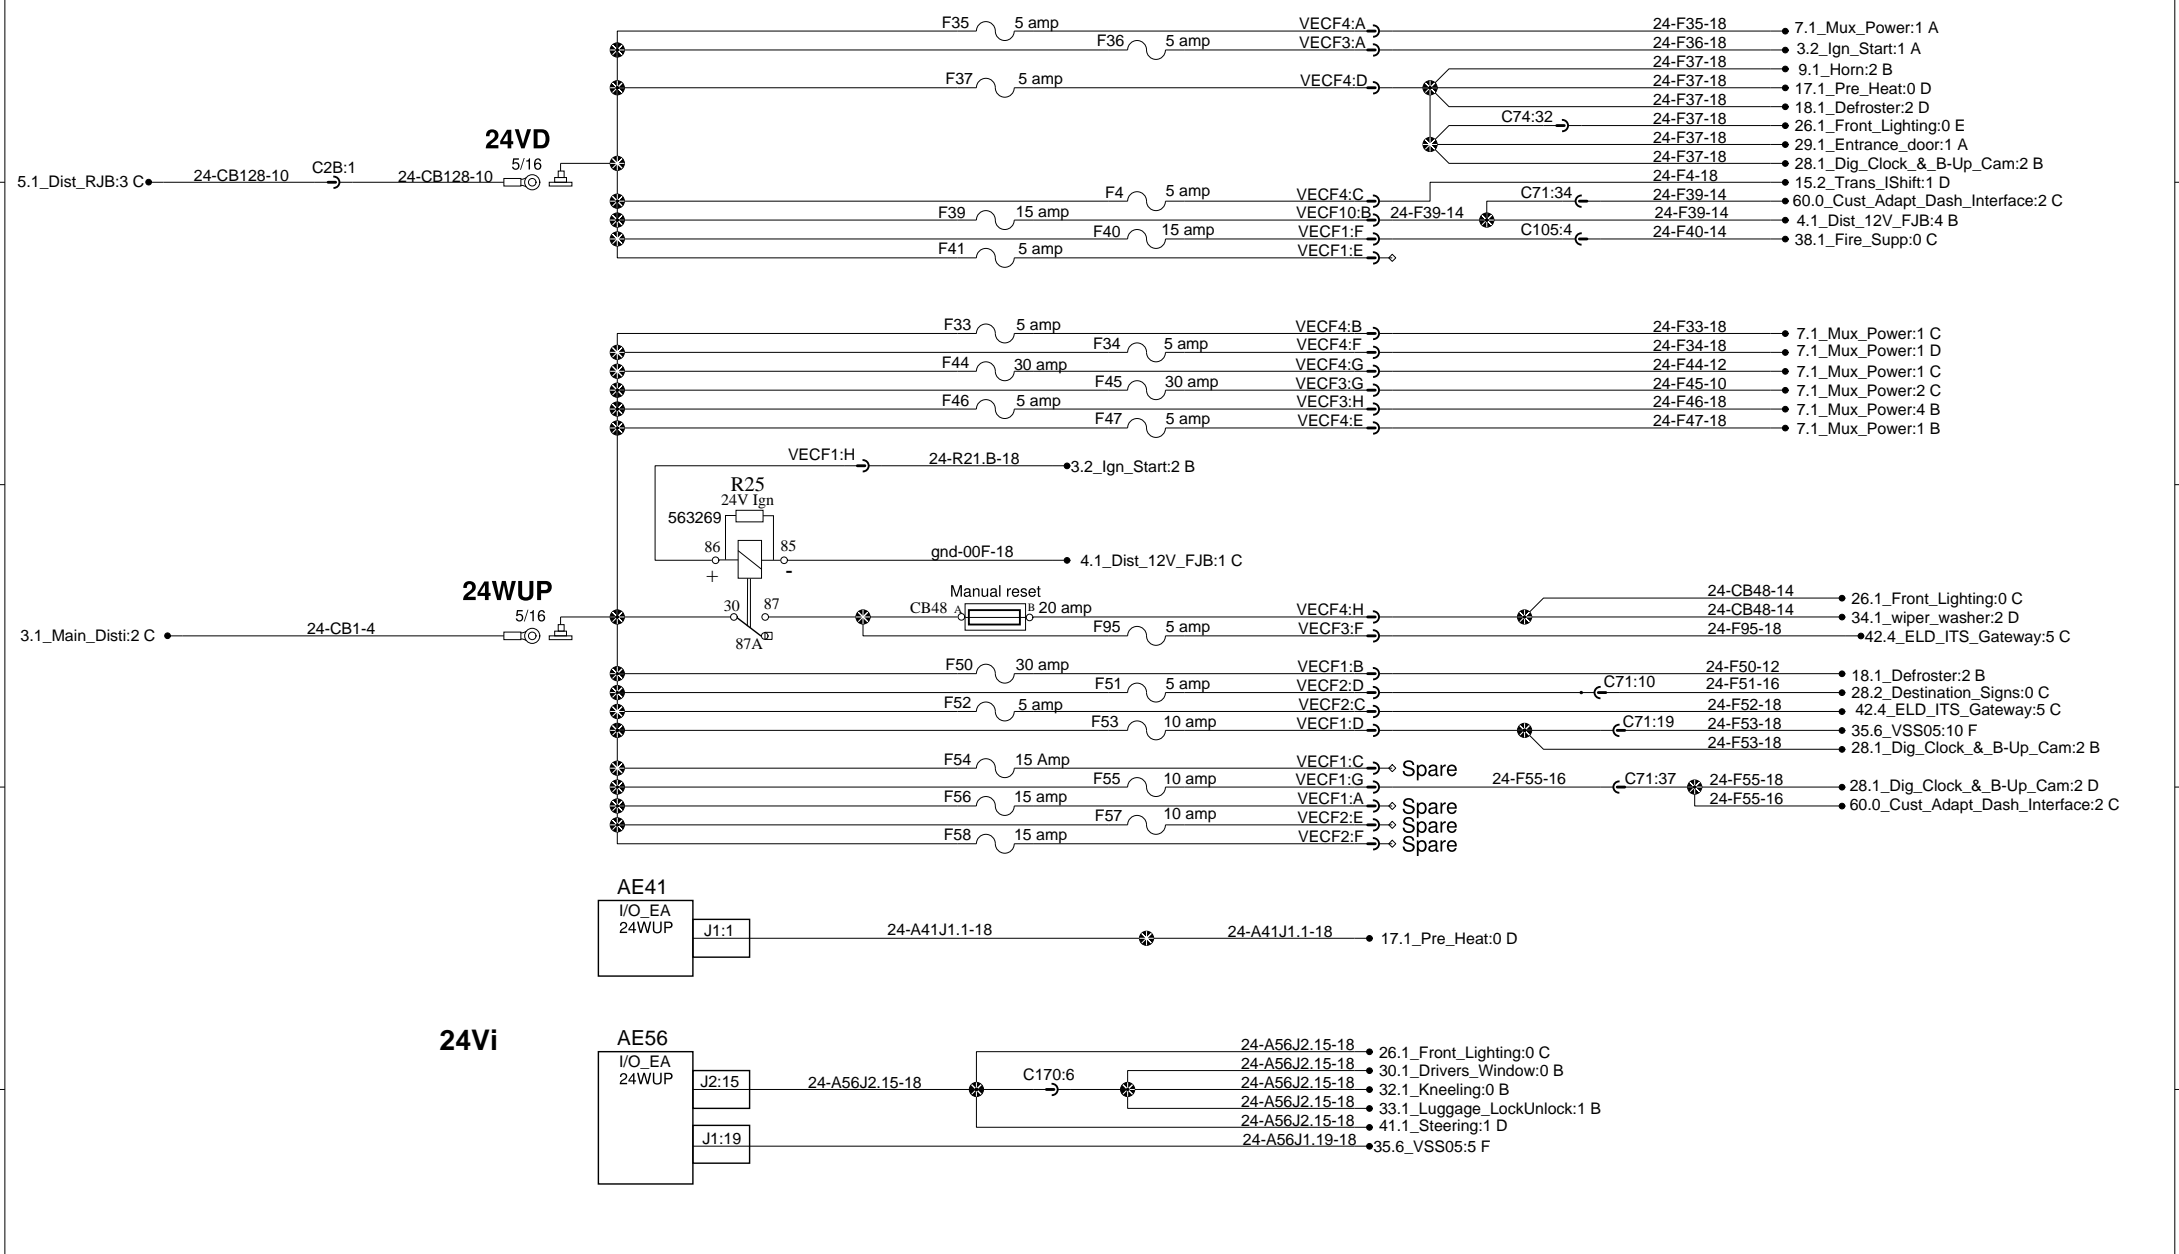 F35 5 amp VECF4:A 24-F35-18 7.1_Mux_Power:1 A
F36 5 amp VECF3:A 24-F36-18 3.2_Ign_Start:1 A
24-F37-18 9.1_Horn:2 B
F37 5 amp VECF4:D 24-F37-18 17.1_Pre_Heat:0 D
24-F37-18 18.1_Defroster:2 D
C74:32 24-F37-18 26.1_Front_Lighting:0 E
24VD
24-F37-18 29.1_Entrance_door:1 A
5/16 24-F37-18 28.1_Dig_Clock_&_B-Up_Cam:2 B
5.1_Dist_RJB:3 C 24-CB128-10 C2B:1 24-CB128-10 24-F4-18 15.2_Trans_IShift:1 D
F4 5 amp VECF4:C C71:34 24-F39-14 60.0_Cust_Adapt_Dash_Interface:2 C
F39 15 amp VECF10:B 24-F39-14 24-F39-14 4.1_Dist_12V_FJB:4 B
F40 15 amp VECF1:F C105:4 24-F40-14 38.1_Fire_Supp:0 C
F41 5 amp VECF1:E
F33 5 amp VECF4:B 24-F33-18 7.1_Mux_Power:1 C
F34 5 amp VECF4:F 24-F34-18 7.1_Mux_Power:1 D
F44 30 amp VECF4:G 24-F44-12 7.1_Mux_Power:1 C
F45 30 amp VECF3:G 24-F45-10 7.1_Mux_Power:2 C
F46 5 amp VECF3:H 24-F46-18 7.1_Mux_Power:4 B
F47 5 amp VECF4:E 24-F47-18 7.1_Mux_Power:1 B
VECF1:H 24-R21.B-18 3.2_Ign_Start:2 B
R25
24V Ign
563269
86 85 gnd-00F-18 4.1_Dist_12V_FJB:1 C
+ -
24WUP
Manual reset
24-CB48-14 26.1_Front_Lighting:0 C
5/16 30 87 CB48 A B 20 amp VECF4:H 24-CB48-14 34.1_wiper_washer:2 D
3.1_Main_Disti:2 C 24-CB1-4 F95 5 amp VECF3:F 24-F95-18 42.4_ELD_ITS_Gateway:5 C
87A
F50 30 amp VECF1:B 24-F50-12 18.1_Defroster:2 B
F51 5 amp VECF2:D C71:10 24-F51-16 28.2_Destination_Signs:0 C
F52 5 amp VECF2:C 24-F52-18 42.4_ELD_ITS_Gateway:5 C
F53 10 amp VECF1:D C71:19 24-F53-18 35.6_VSS05:10 F
24-F53-18 28.1_Dig_Clock_&_B-Up_Cam:2 B
F54 15 Amp VECF1:C Spare
F55 10 amp VECF1:G 24-F55-16 C71:37 24-F55-18 28.1_Dig_Clock_&_B-Up_Cam:2 D
F56 15 amp VECF1:A Spare 24-F55-16 60.0_Cust_Adapt_Dash_Interface:2 C
F57 10 amp VECF2:E Spare
F58 15 amp VECF2:F Spare
AE41
I/O_EA
24WUP
J1:1 24-A41J1.1-18 24-A41J1.1-18 17.1_Pre_Heat:0 D
24Vi
AE56
I/O_EA
24WUP
24-A56J2.15-18 26.1_Front_Lighting:0 C
24-A56J2.15-18 30.1_Drivers_Window:0 B
J2:15 24-A56J2.15-18 C170:6 24-A56J2.15-18 32.1_Kneeling:0 B
24-A56J2.15-18 33.1_Luggage_LockUnlock:1 B
24-A56J2.15-18 41.1_Steering:1 D
J1:19 24-A56J1.19-18 35.6_VSS05:5 F